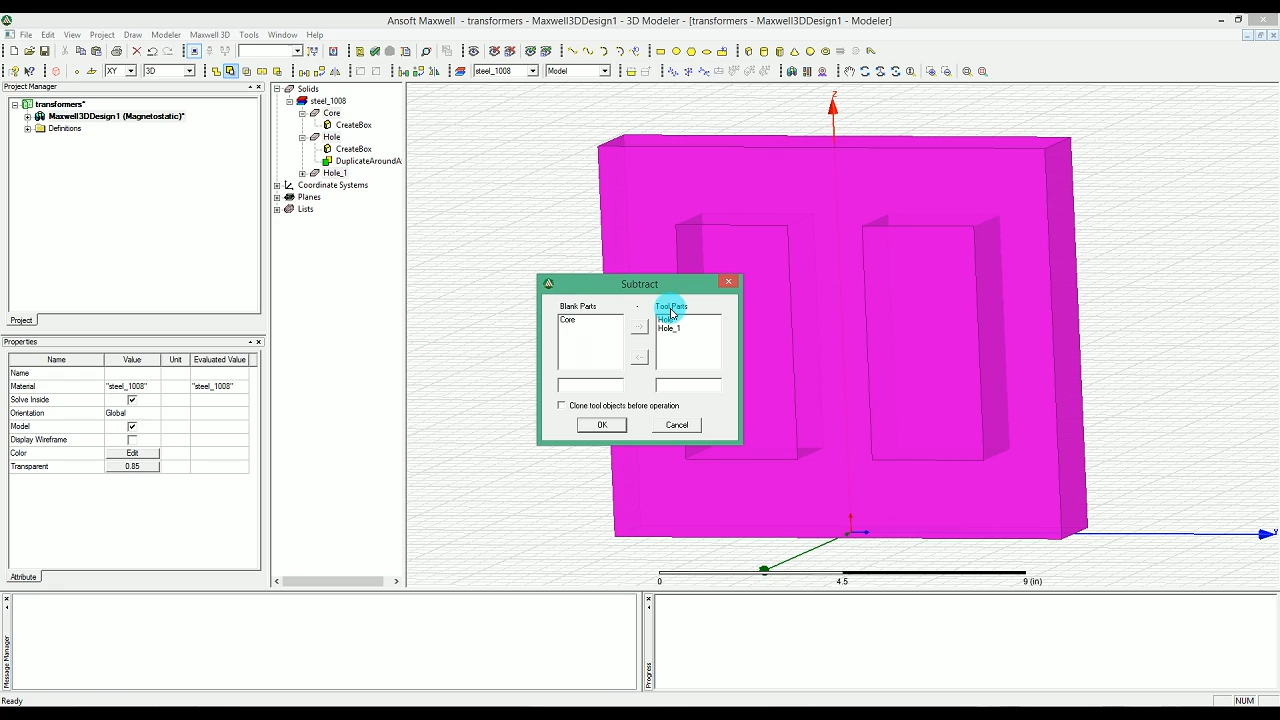 Ansoft Maxwell - transformers - Maxwell3DDesign1 - 3D Modeler - [transformers - Maxwell3DDesign1 - Modeler]
File Edit View Project Draw Modeler Maxwell 3D Tools Window Help
XY 3D steel_1008 Model
Project Manager
transformers*
Maxwell3DDesign1 (Magnetostatic)*
Definitions
Project
Properties
Name Value Unit Evaluated Value
Name
Material "steel_1008" "steel_1008"
Solve Inside
Orientation Global
Model
Display Wireframe
Color Edit
Transparent 0.85
Attribute
Solids
steel_1008
Core
CreateBox
Hole
CreateBox
DuplicateAroundA
Hole_1
Coordinate Systems
Planes
Lists
Z
Subtract
Blank Parts - Tool Parts
Core Hole
Hole_1
Clone tool objects before operation
OK Cancel
Y
0 4.5 9 (in)
Message Manager
Progress
Ready NUM